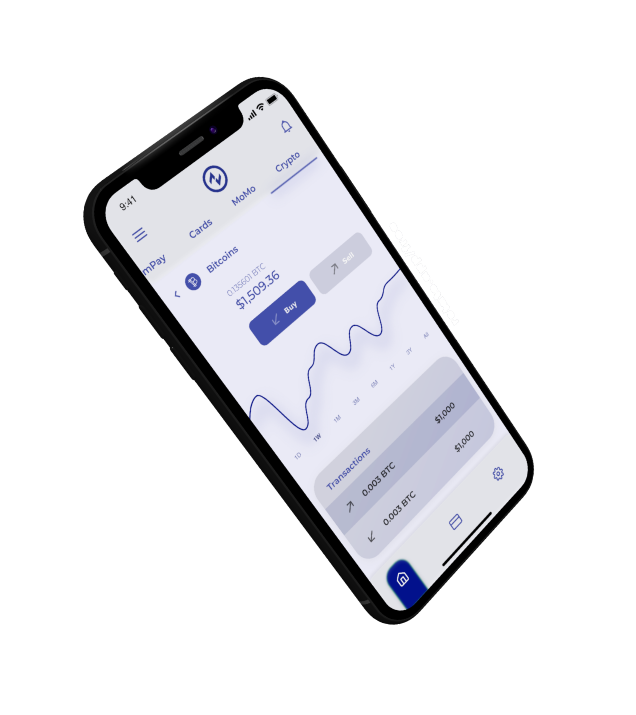 9:41
mPay
Cards
MoMo
Crypto
Bitcoins
0.135601 BTC
$1,509.36
Buy
Sell
1D
1W
1M
3M
6M
1Y
2Y
All
Transactions
0.003 BTC
$1,000
0.003 BTC
$1,000